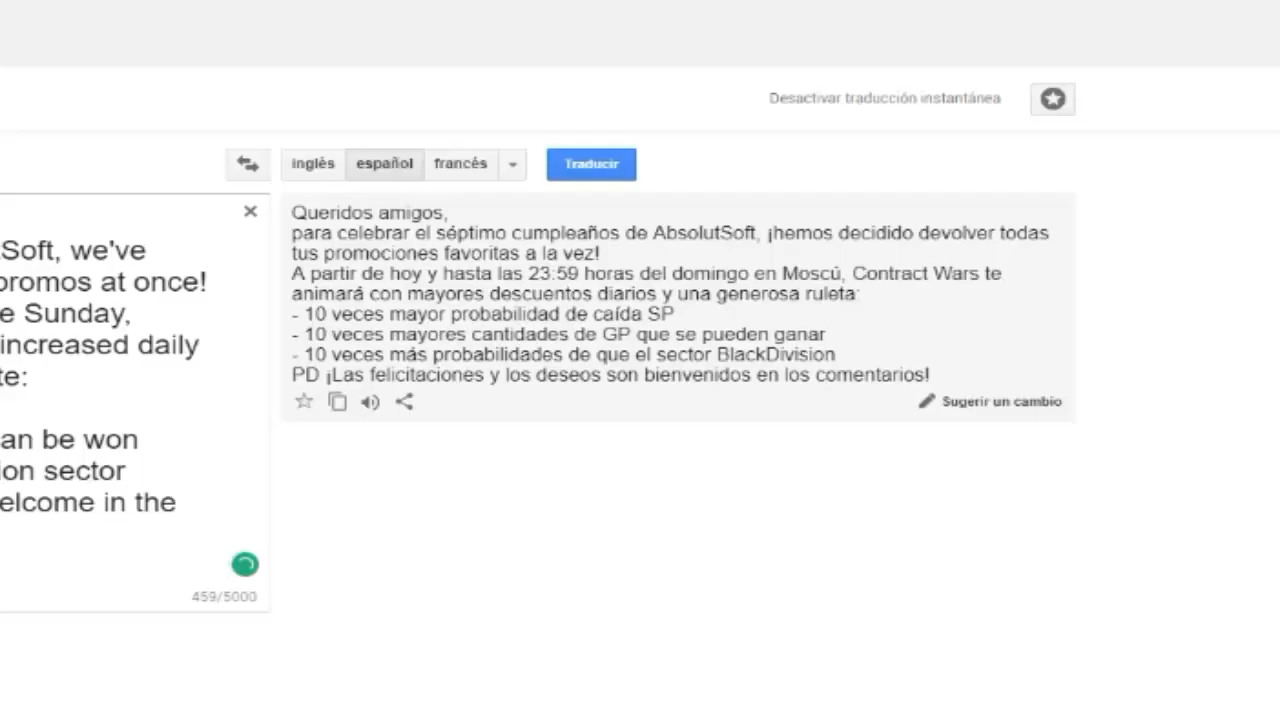 Desactivar traducción instantánea
inglés español francés Traducir
Soft, we've
promos at once!
e Sunday,
increased daily
te:
an be won
ion sector
elcome in the
459/5000
Queridos amigos,
para celebrar el séptimo cumpleaños de AbsolutSoft, ¡hemos decidido devolver todas
tus promociones favoritas a la vez!
A partir de hoy y hasta las 23:59 horas del domingo en Moscú, Contract Wars te
animará con mayores descuentos diarios y una generosa ruleta:
- 10 veces mayor probabilidad de caída SP
- 10 veces mayores cantidades de GP que se pueden ganar
- 10 veces más probabilidades de que el sector BlackDivision
PD ¡Las felicitaciones y los deseos son bienvenidos en los comentarios!
Sugerir un cambio